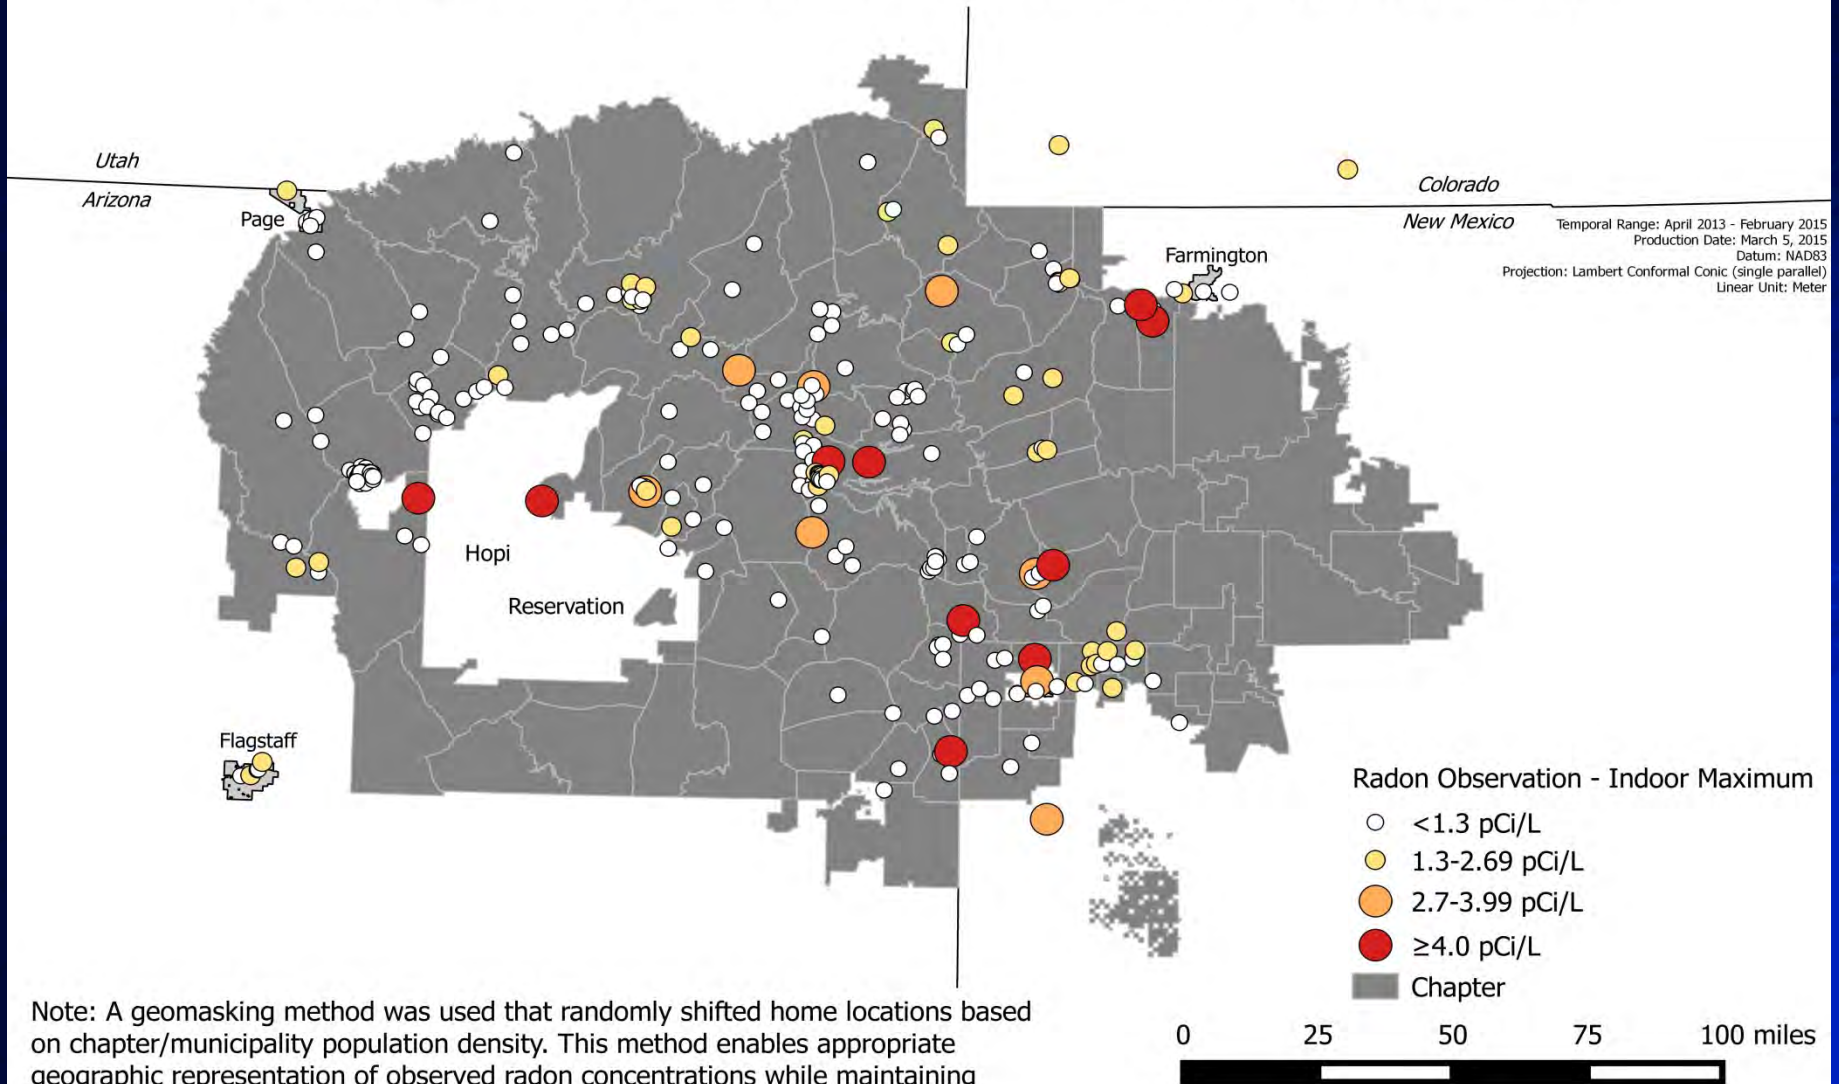 Utah
Arizona
Page
Colorado
New Mexico
Temporal Range: April 2013 - February 2015
Production Date: March 5, 2015
Datum: NAD83
Projection: Lambert Conformal Conic (single parallel)
Linear Unit: Meter
Farmington
Hopi
Reservation
Flagstaff
Radon Observation - Indoor Maximum
<1.3 pCi/L
1.3-2.69 pCi/L
2.7-3.99 pCi/L
≥4.0 pCi/L
Chapter
0 25 50 75 100 miles
Note: A geomasking method was used that randomly shifted home locations based
on chapter/municipality population density. This method enables appropriate
geographic representation of observed radon concentrations while maintaining